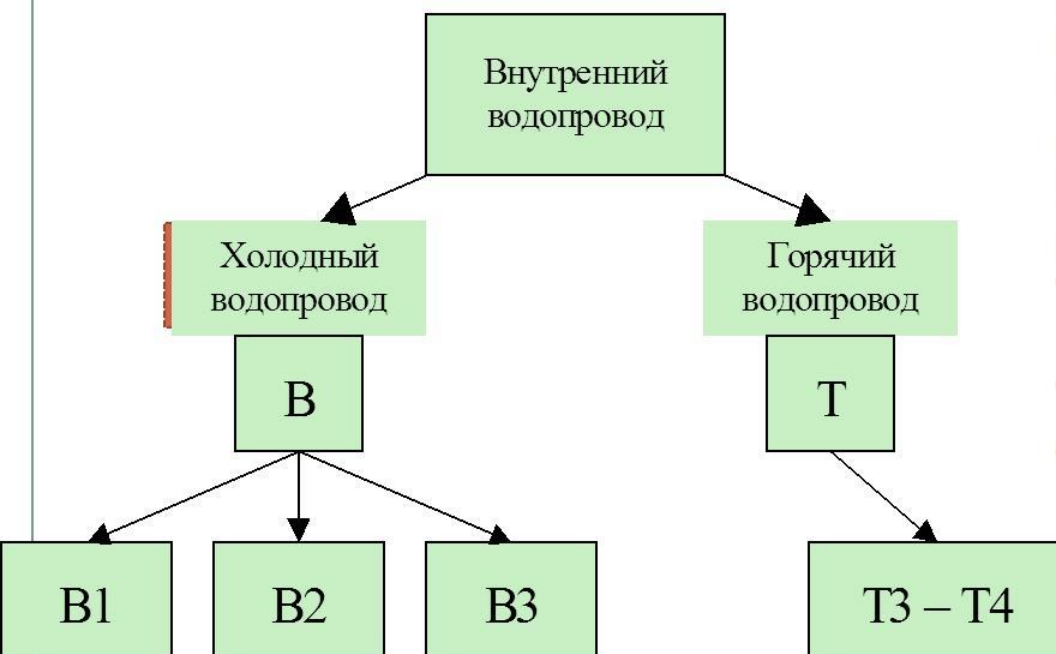 Внутренний
водопровод
Холодный
водопровод
Горячий
водопровод
В
Т
В1
В2
В3
Т3 – Т4